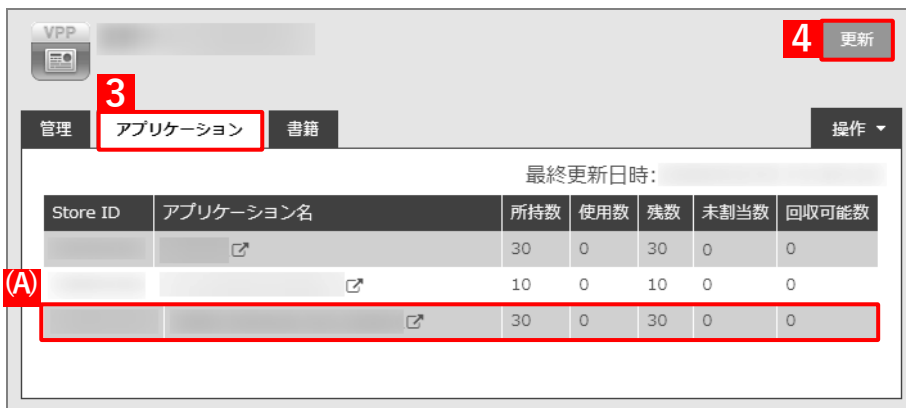 VPP
4 更新
3
管理 アプリケーション 書籍 操作
最終更新日時:
Store ID アプリケーション名 所持数 使用数 残数 未割当数 回収可能数
30 0 30 0 0
(A)
10 0 10 0 0
30 0 30 0 0